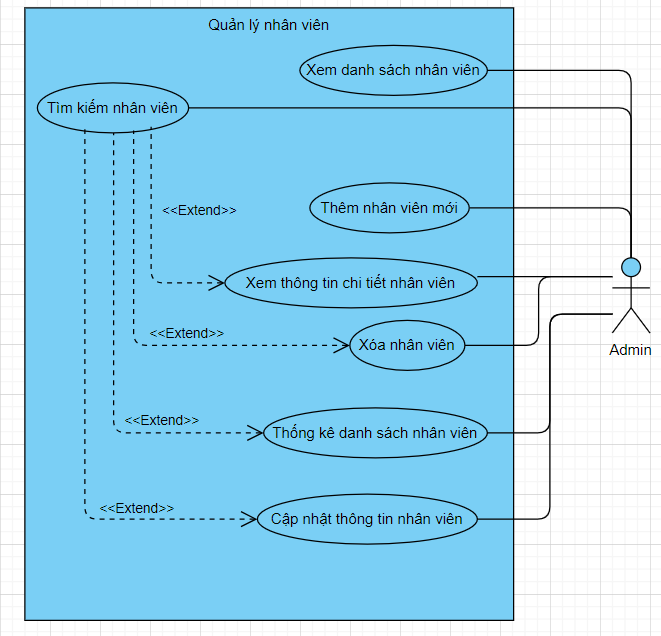 Quản lý nhân viên
Xem danh sách nhân viên
Tìm kiếm nhân viên
Thêm nhân viên mới
<<Extend>>
Xem thông tin chi tiết nhân viên
<<Extend>>
Xóa nhân viên
Admin
<<Extend>>
Thống kê danh sách nhân viên
<<Extend>>
Cập nhật thông tin nhân viên